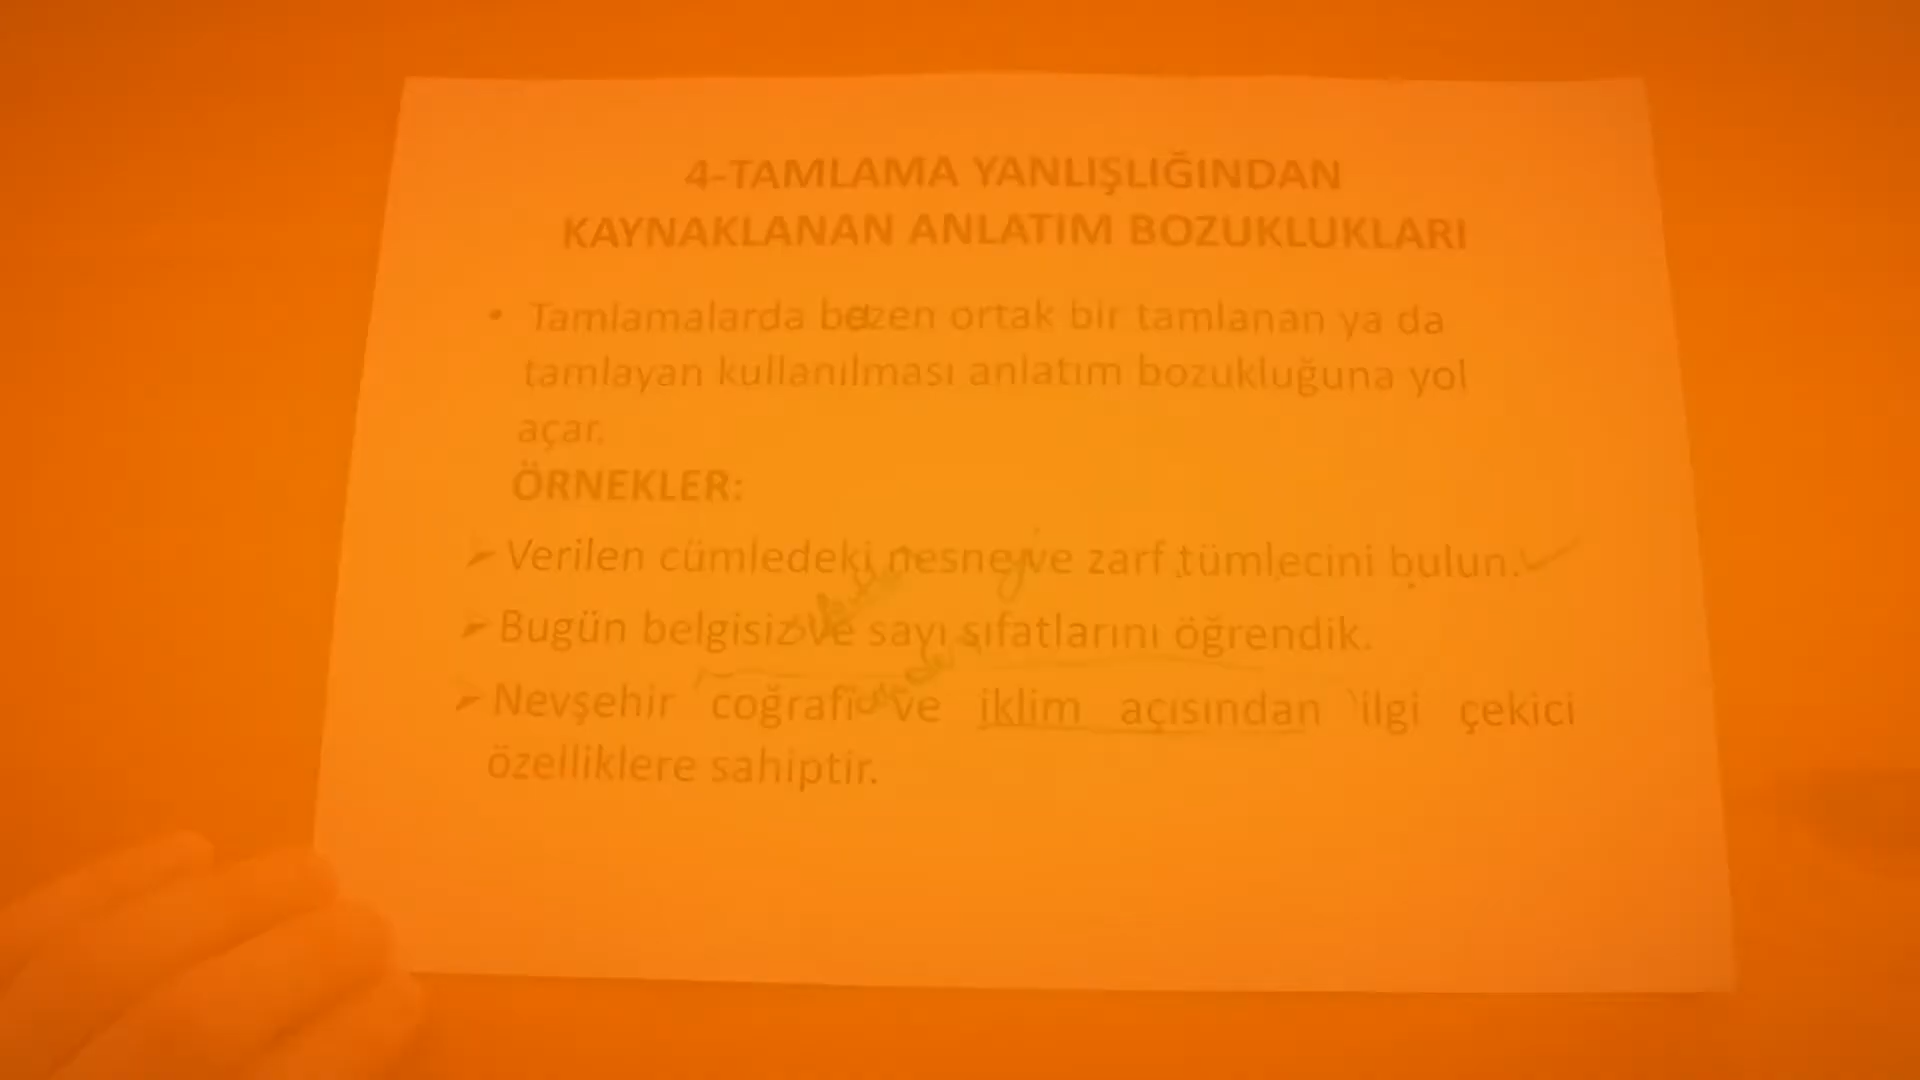 4-TAMLAMA YANLIŞLIĞINDAN
KAYNAKLANAN ANLATIM BOZUKLUKLARI
• Tamlamalarda bazen ortak bir tamlanan ya da
tamlayan kullanılması anlatım bozukluğuna yol
açar.
ÖRNEKLER:
➤ Verilen cümledeki nesne ve zarf tümlecini bulun.
➤ Bugün belgisiz ve sayı sıfatlarını öğrendik.
➤ Nevşehir coğrafi ve iklim açısından ilgi çekici
özelliklere sahiptir.